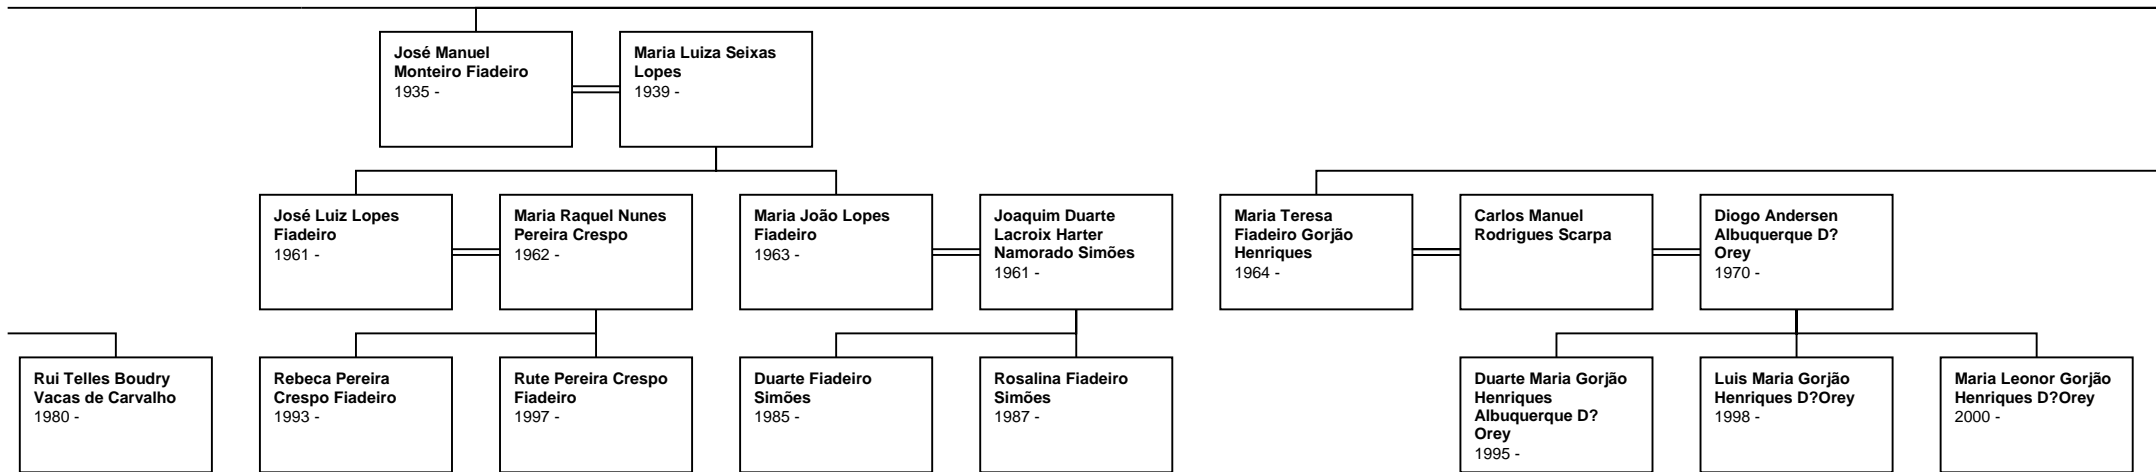 José Manuel
Monteiro Fiadeiro
1935 -
Maria Luiza Seixas
Lopes
1939 -
José Luiz Lopes
Fiadeiro
1961 -
Maria Raquel Nunes
Pereira Crespo
1962 -
Maria João Lopes
Fiadeiro
1963 -
Joaquim Duarte
Lacroix Harter
Namorado Simões
1961 -
Maria Teresa
Fiadeiro Gorjão
Henriques
1964 -
Carlos Manuel
Rodrigues Scarpa
Diogo Andersen
Albuquerque D?
Orey
1970 -
Rui Telles Boudry
Vacas de Carvalho
1980 -
Rebeca Pereira
Crespo Fiadeiro
1993 -
Rute Pereira Crespo
Fiadeiro
1997 -
Duarte Fiadeiro
Simões
1985 -
Rosalina Fiadeiro
Simões
1987 -
Duarte Maria Gorjão
Henriques
Albuquerque D?
Orey
1995 -
Luis Maria Gorjão
Henriques D?Orey
1998 -
Maria Leonor Gorjão
Henriques D?Orey
2000 -